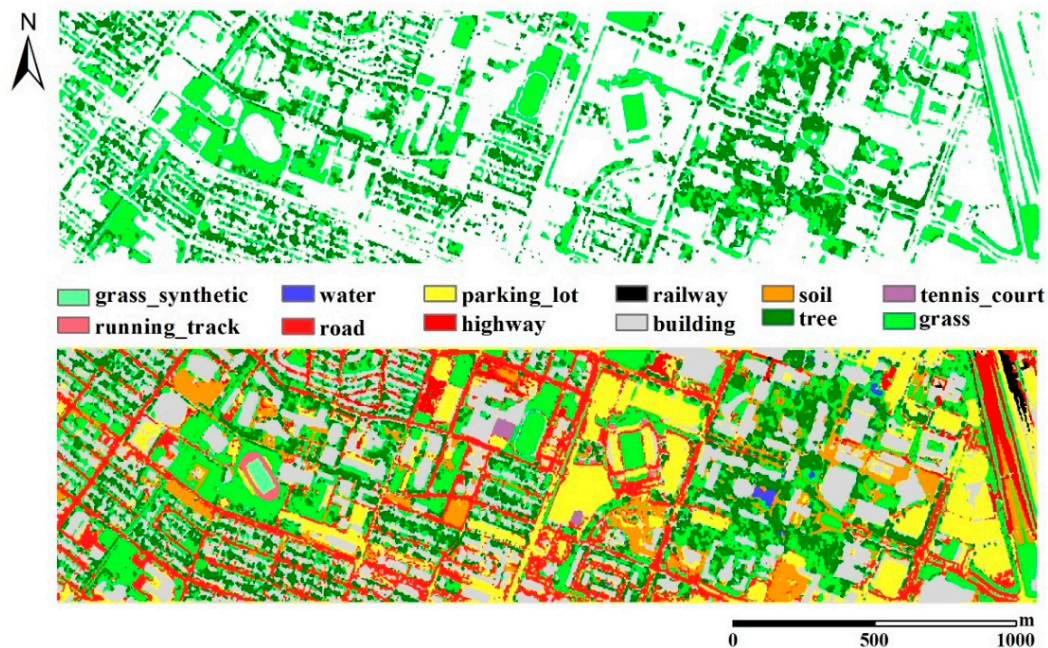 N
grass_synthetic water parking_lot railway soil tennis_court
running_track road highway building tree grass
m
0 500 1000